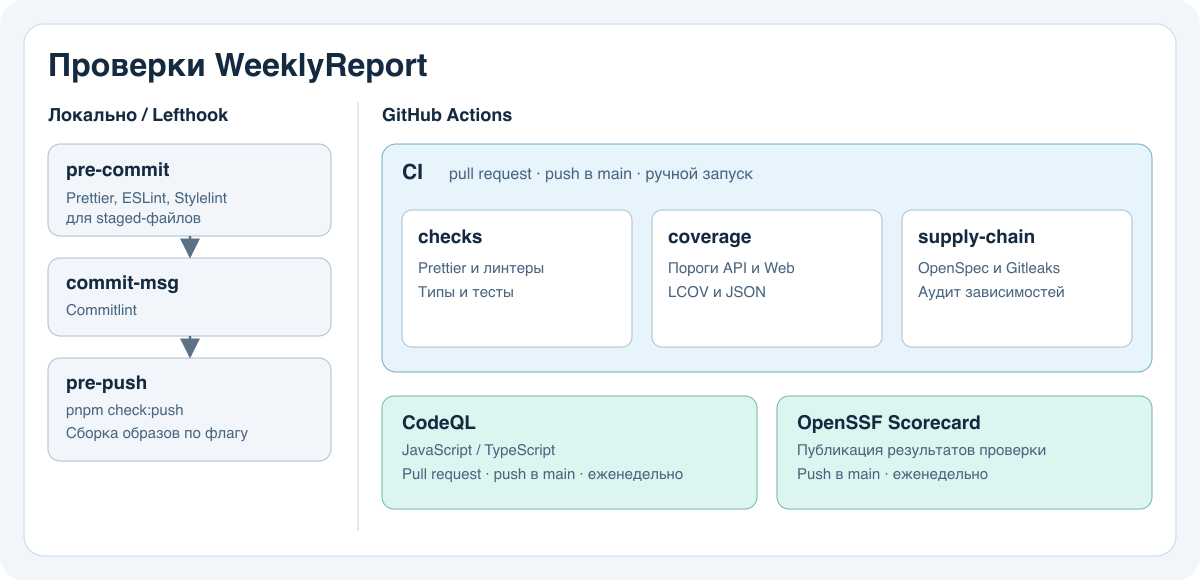 Проверки WeeklyReport
Локально / Lefthook
pre-commit
Prettier, ESLint, Stylelint
для staged-файлов
commit-msg
Commitlint
pre-push
pnpm check:push
Сборка образов по флагу
GitHub Actions
CI pull request · push в main · ручной запуск
checks
Prettier и линтеры
Типы и тесты
coverage
Пороги API и Web
LCOV и JSON
supply-chain
OpenSpec и Gitleaks
Аудит зависимостей
CodeQL
JavaScript / TypeScript
Pull request · push в main · еженедельно
OpenSSF Scorecard
Публикация результатов проверки
Push в main · еженедельно